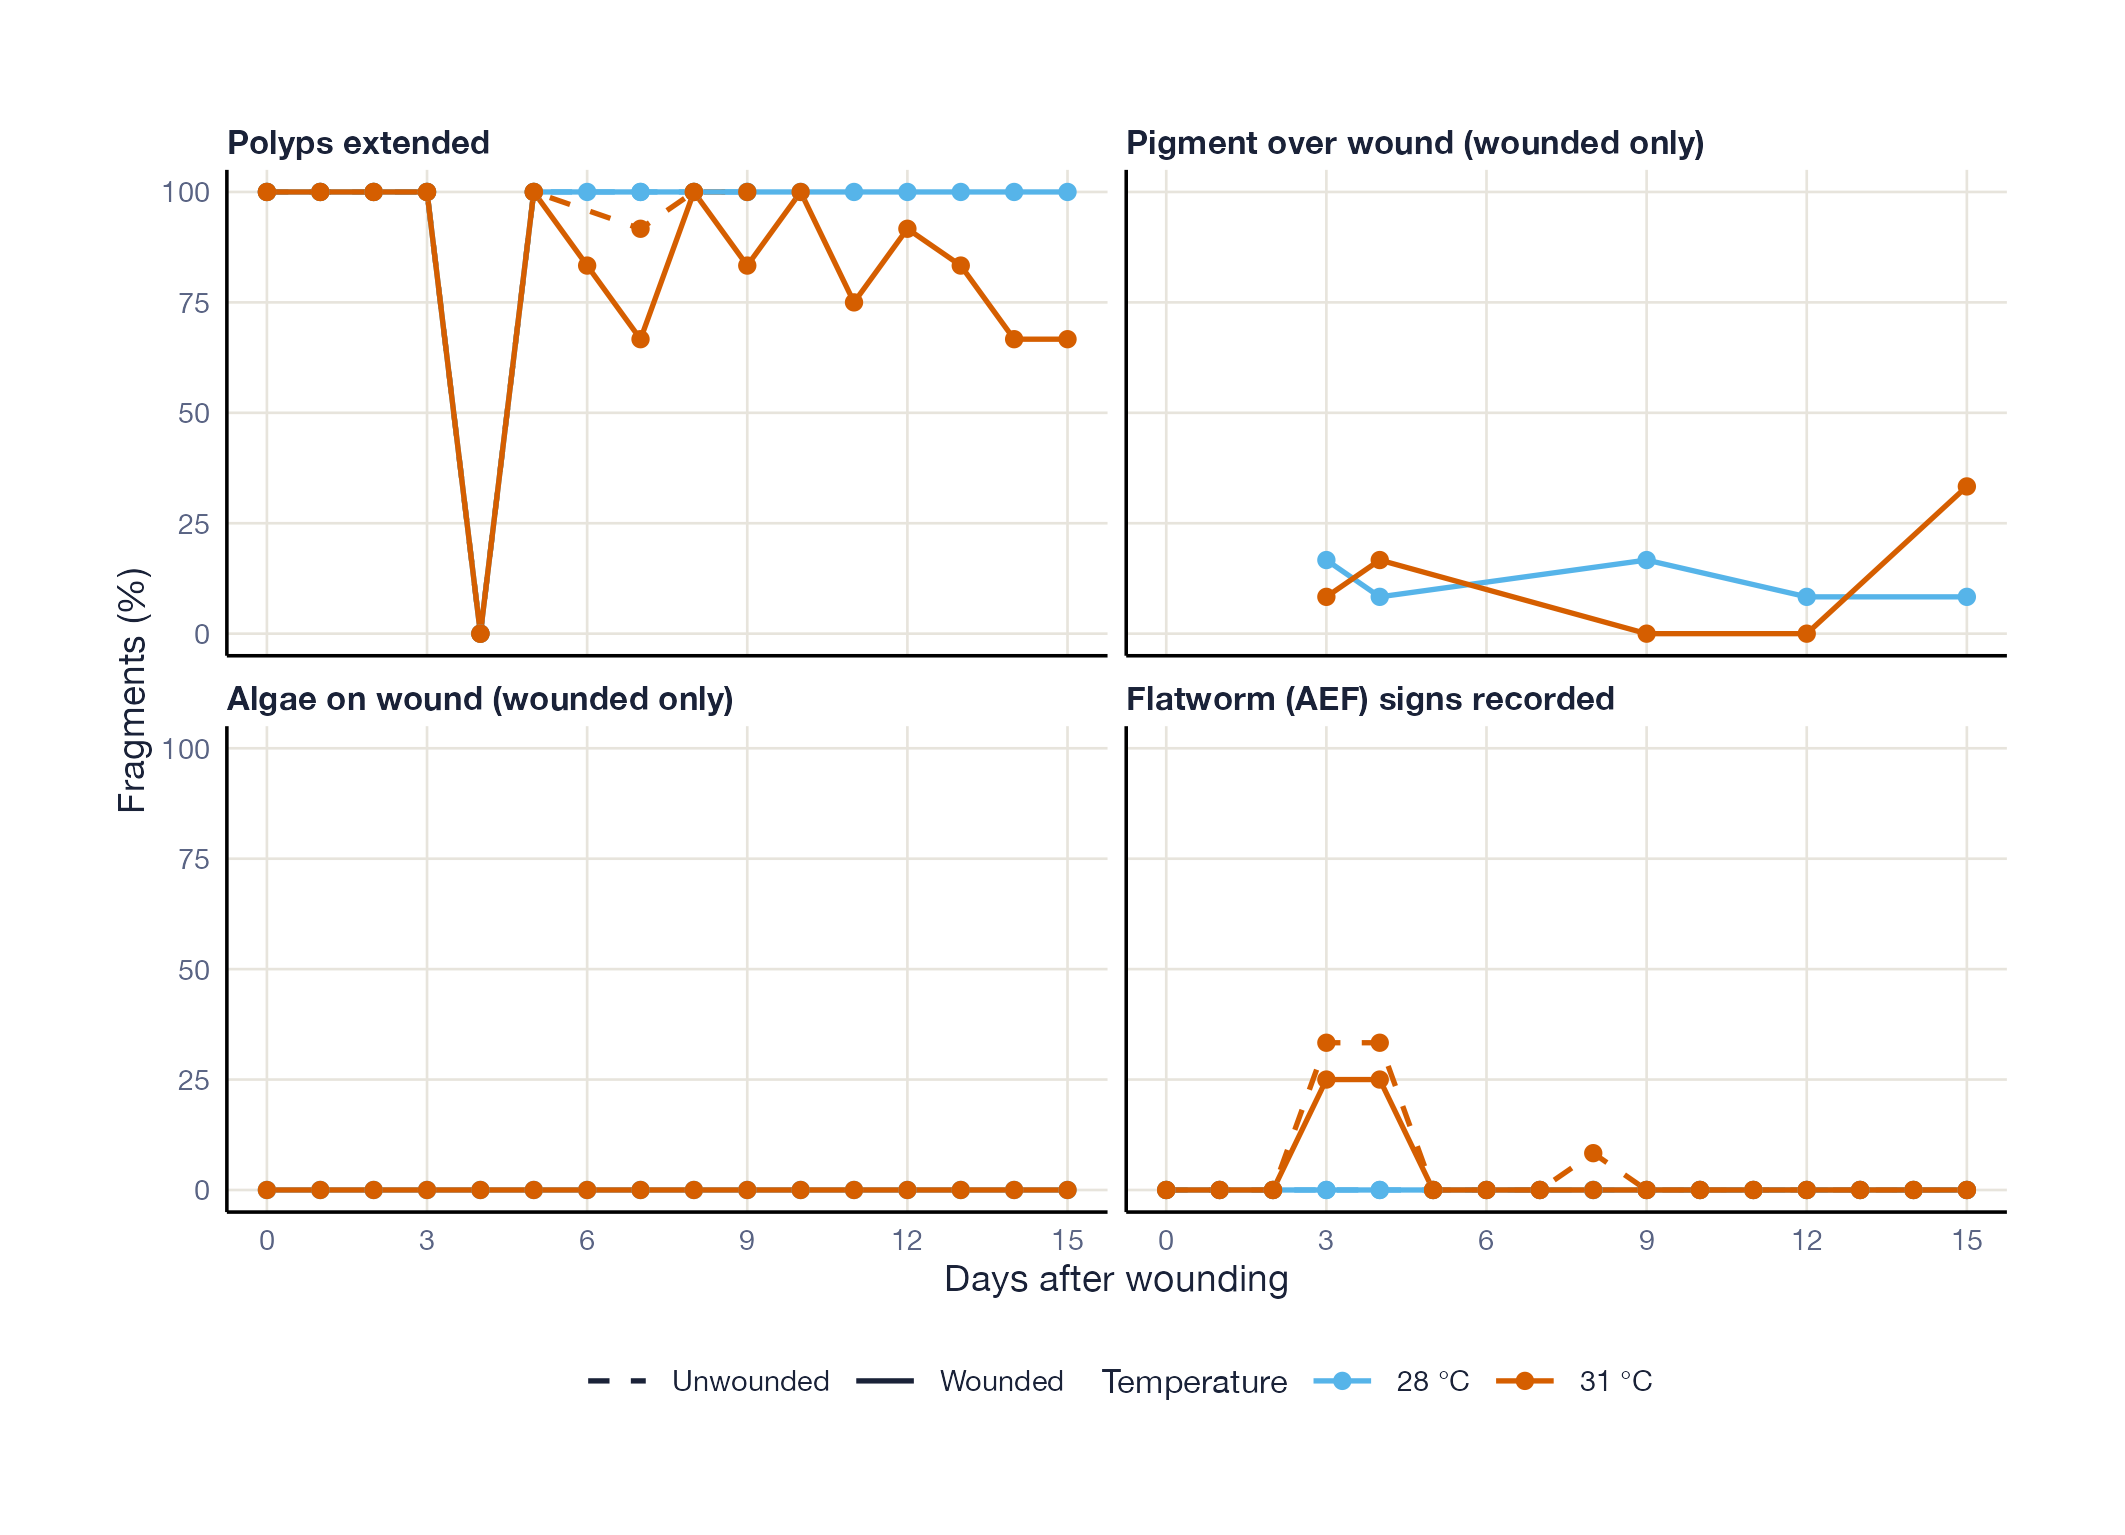 Polyps extended
Pigment over wound (wounded only)
100
75
50
25
0
Fragments (%)
Algae on wound (wounded only)
Flatworm (AEF) signs recorded
100
75
50
25
0
0 3 6 9 12 15
0 3 6 9 12 15
Days after wounding
Unwounded Wounded Temperature 28 °C 31 °C